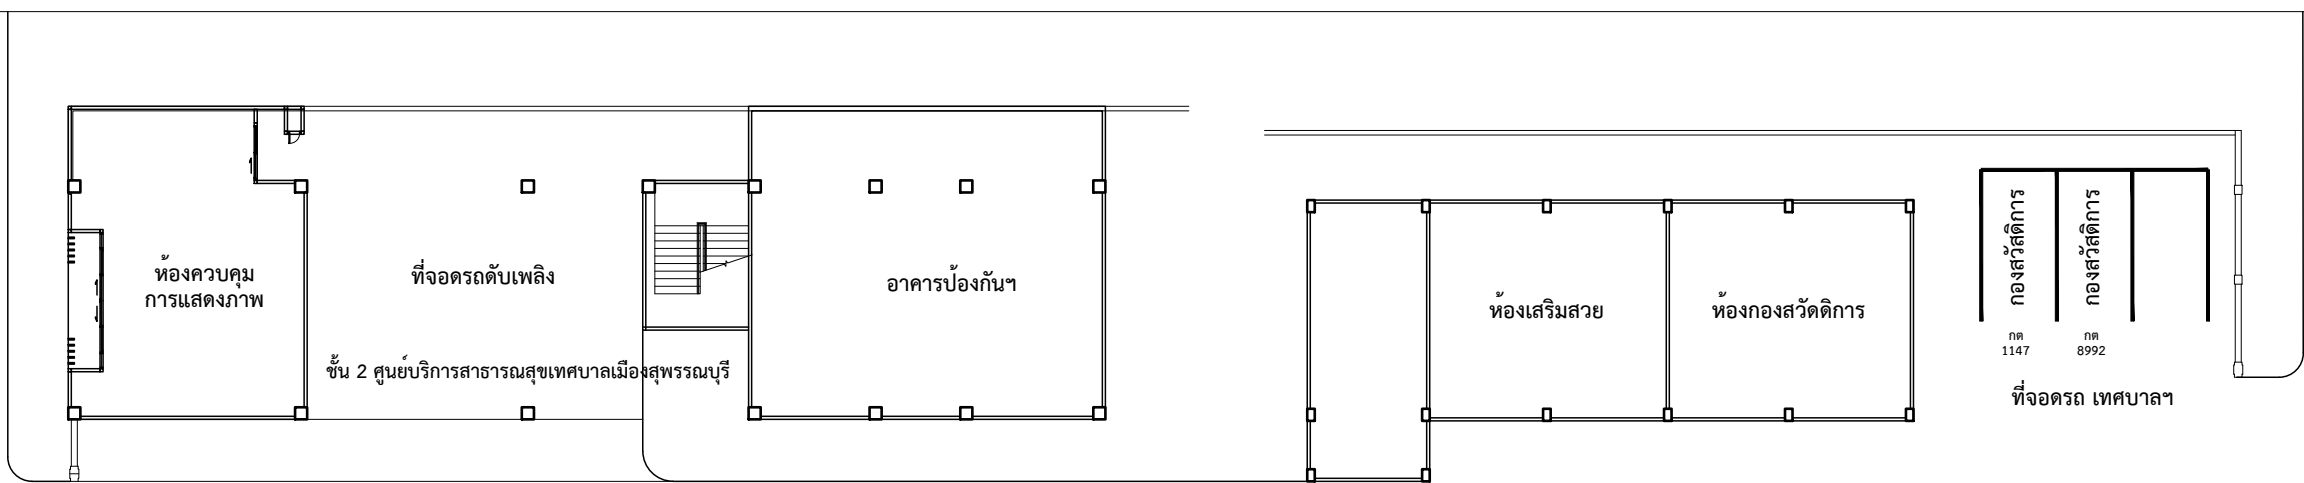 ห้องควบคุม
การแสดงภาพ
ที่จอดรถดับเพลิง
ชั้น 2 ศูนย์บริการสาธารณสุขเทศบาลเมืองสุพรรณบุรี
อาคารป้องกันฯ
ห้องเสริมสวย
ห้องกองสวัดดิการ
กองสวัสดิการ
กต
1147
กองสวัสดิการ
กต
8992
ที่จอดรถ เทศบาลฯ